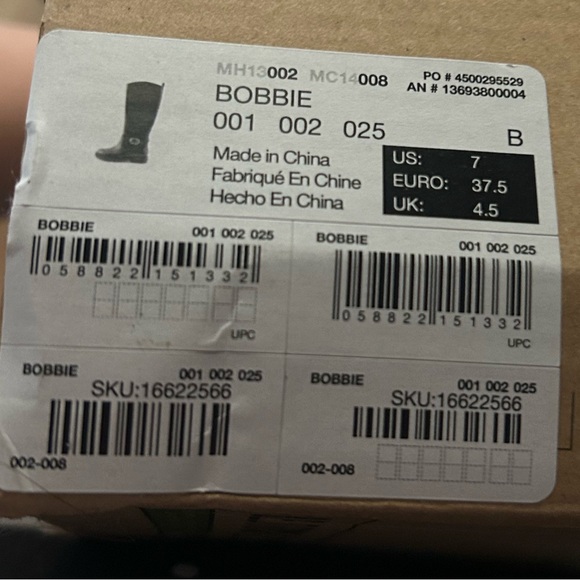 MH13002 MC14008
PO # 4500295529
AN # 13693800004
BOBBIE
001 002 025
B
Made in China
Fabriqué En Chine
Hecho En China
US: 7
EURO: 37.5
UK: 4.5
BOBBIE 001 002 025
0 58822 15133 2
UPC
BOBBIE 001 002 025
0 58822 15133 2
UPC
BOBBIE 001 002 025
SKU:16622566
002-008
BOBBIE 001 002 025
SKU:16622566
002-008